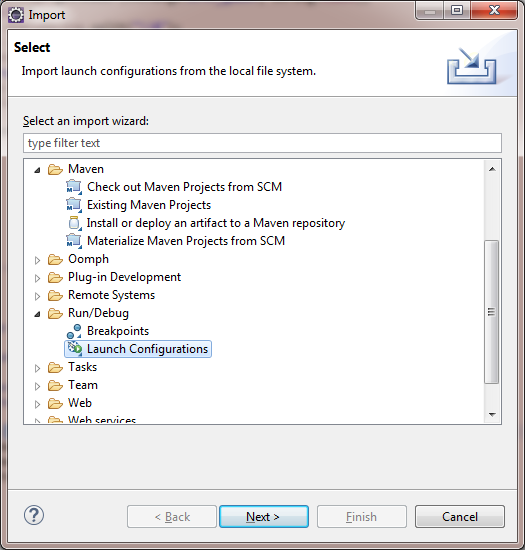 Import
Select
Import launch configurations from the local file system.
Select an import wizard:
type filter text
Maven
Check out Maven Projects from SCM
Existing Maven Projects
Install or deploy an artifact to a Maven repository
Materialize Maven Projects from SCM
Oomph
Plug-in Development
Remote Systems
Run/Debug
Breakpoints
Launch Configurations
Tasks
Team
Web
Web services
< Back Next > Finish Cancel